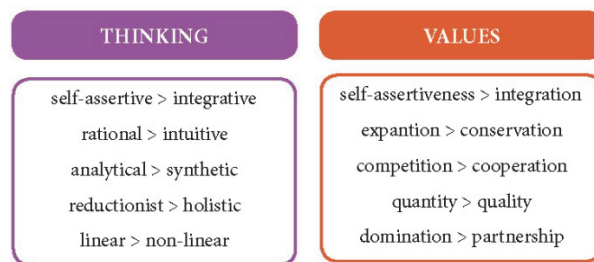 THINKING
self-assertive > integrative
rational > intuitive
analytical > synthetic
reductionist > holistic
linear > non-linear
VALUES
self-assertiveness > integration
expantion > conservation
competition > cooperation
quantity > quality
domination > partnership